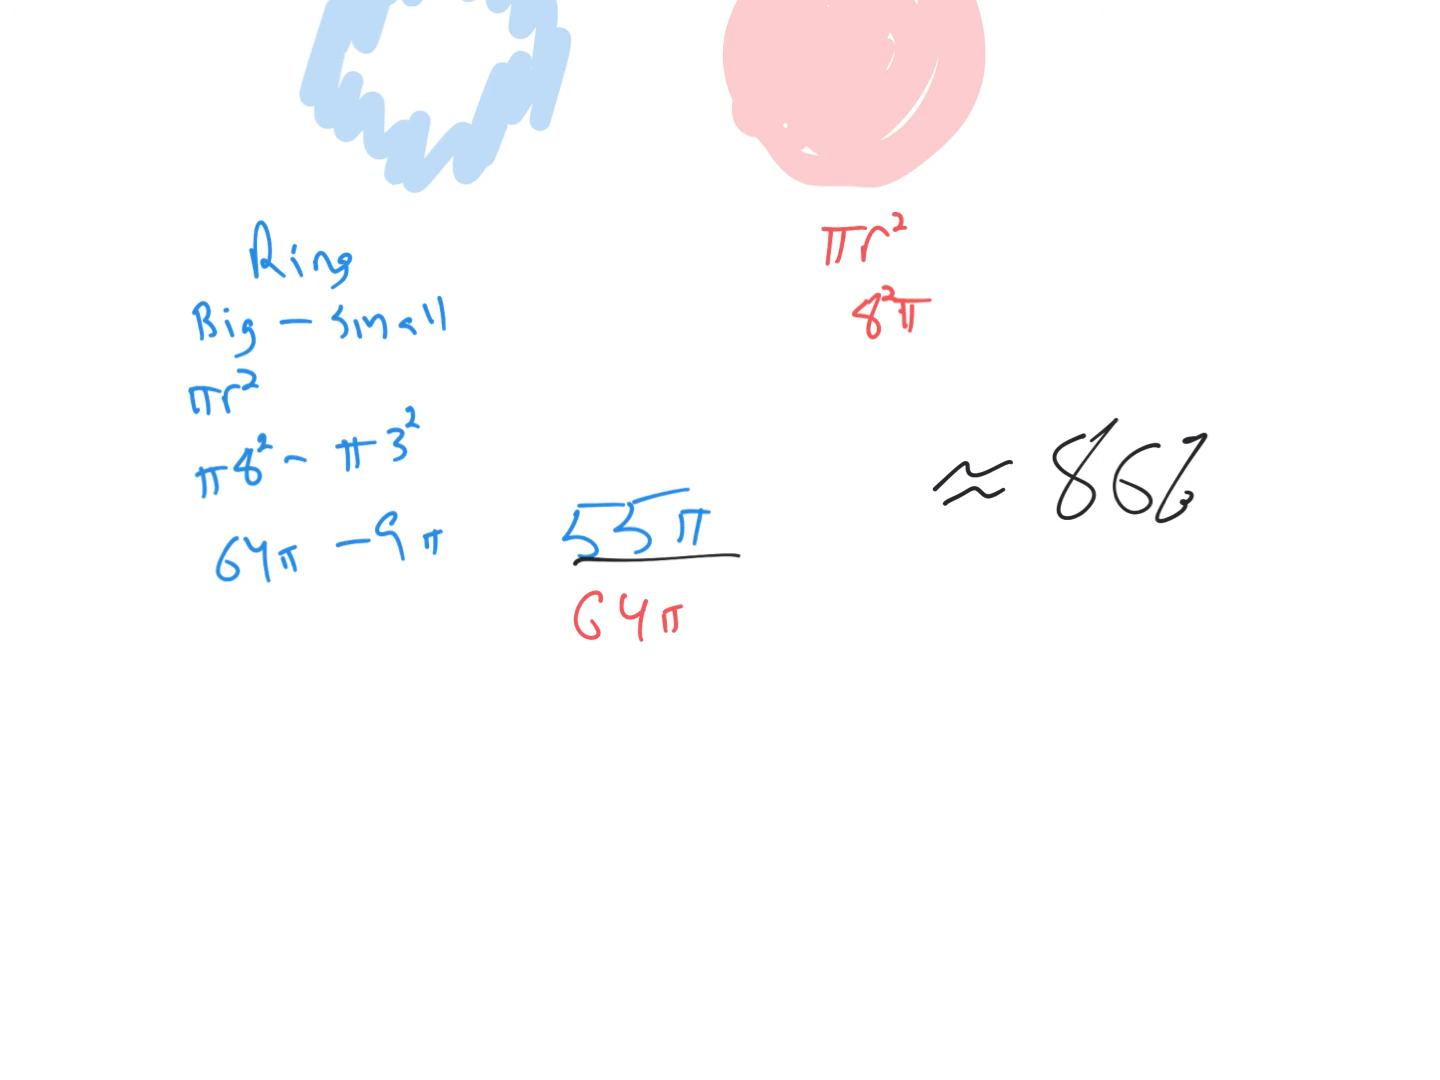 Ring
Big - Small
πr²
π8² - π3²
64π - 9π
55π
64π
πr²
8²π
≈ 86%